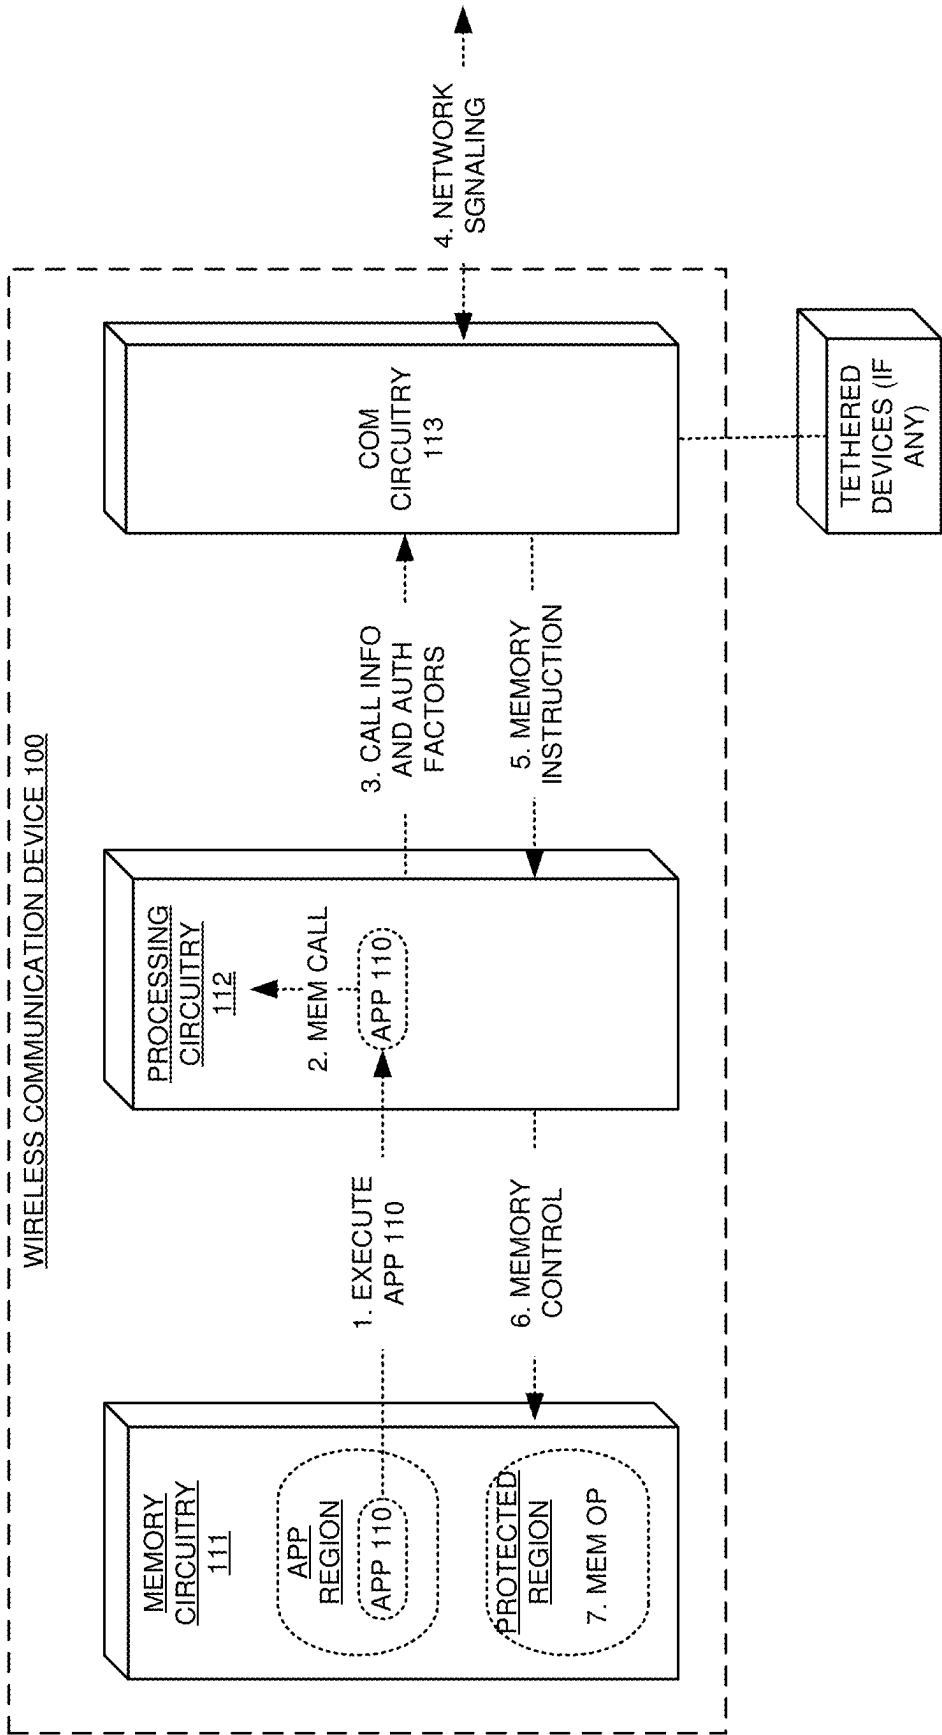 WIRELESS COMMUNICATION DEVICE 100
MEMORY
CIRCUITRY
111
APP
REGION
APP 110
PROTECTED
REGION
7. MEM OP
1. EXECUTE
APP 110
6. MEMORY
CONTROL
PROCESSING
CIRCUITRY
112
2. MEM CALL
APP 110
3. CALL INFO
AND AUTH
FACTORS
5. MEMORY
INSTRUCTION
COM
CIRCUITRY
113
4. NETWORK
SGNALING
TETHERED
DEVICES (IF
ANY)